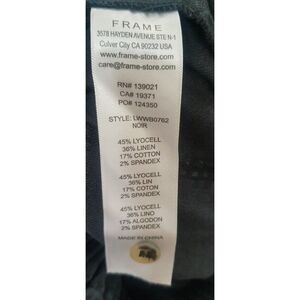 FRAME
3578 HAYDEN AVENUE STE N-1
Culver City CA 90232 USA
www.frame-store.com
care@frame-store.com
RN# 139021
CA# 19371
PO# 124350
STYLE: LWWB0762
NOIR
45% LYOCELL
36% LINEN
17% COTTON
2% SPANDEX
45% LYOCELL
36% LIN
17% COTON
2% SPANDEX
45% LYOCELL
36% LINO
17% ALGODON
2% SPANDEX
MADE IN CHINA